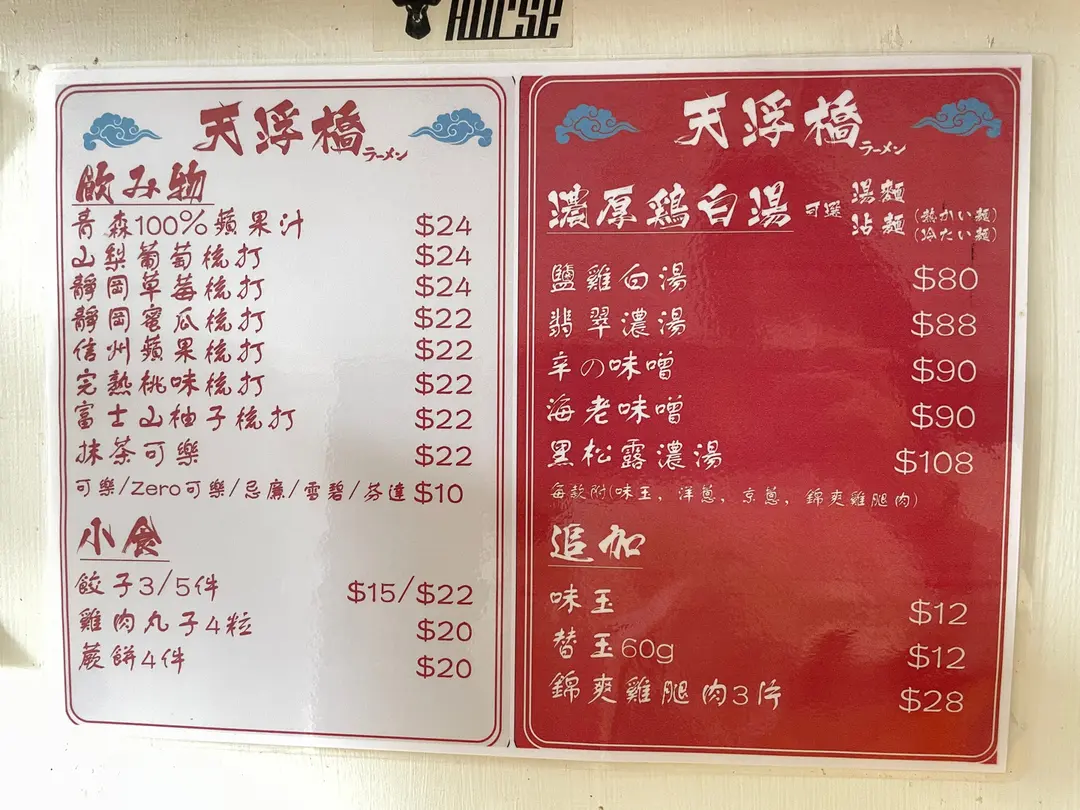 天浮橋
ラーメン
飲み物
青森100%蘋果汁 $24
山梨葡萄梳打 $24
靜岡草莓梳打 $24
靜岡蜜瓜梳打 $22
信州蘋果梳打 $22
完熟桃味梳打 $22
富士山柚子梳打 $22
抹茶可樂 $22
可樂/Zero可樂/忌廉/雪碧/芬達 $10
小食
餃子3/5件 $15/$22
雞肉丸子4粒 $20
蕨餅4件 $20
天浮橋
ラーメン
濃厚鶏白湯 可選 湯麵 (熱かい麵)
沾麵 (冷たい麵)
鹽雞白湯 $80
翡翠濃湯 $88
辛の味噌 $90
海老味噌 $90
黑松露濃湯 $108
每款附(味玉, 洋蔥, 京蔥, 錦爽雞腿肉)
追加
味玉 $12
替玉60g $12
錦爽雞腿肉3片 $28